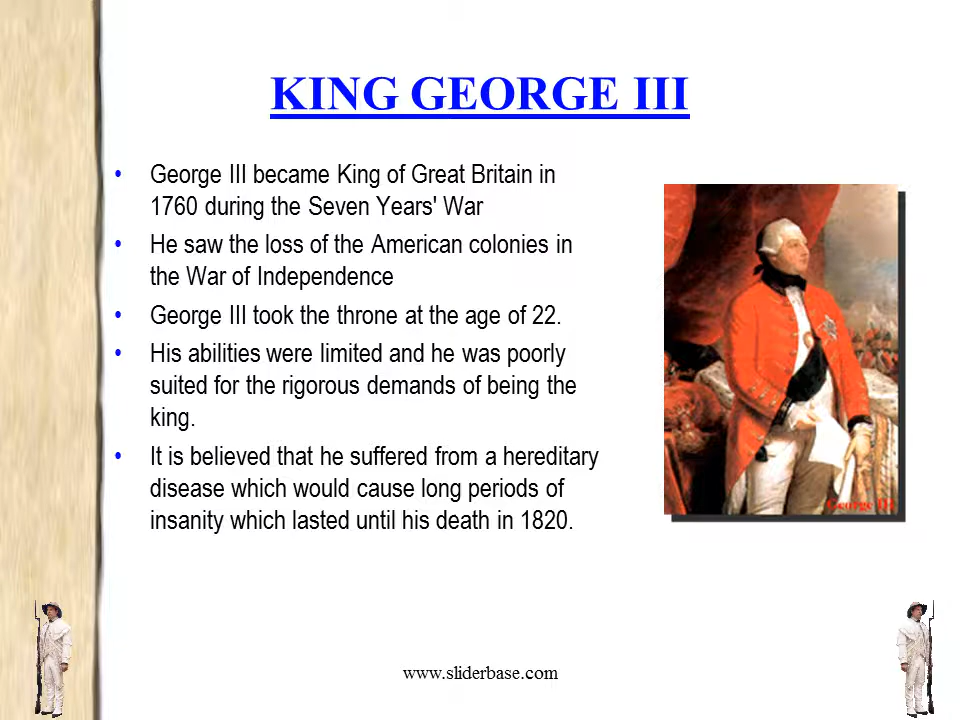 KING GEORGE III
• George III became King of Great Britain in
1760 during the Seven Years' War
• He saw the loss of the American colonies in
the War of Independence
• George III took the throne at the age of 22.
• His abilities were limited and he was poorly
suited for the rigorous demands of being the
king.
• It is believed that he suffered from a hereditary
disease which would cause long periods of
insanity which lasted until his death in 1820.
George III
www.sliderbase.com